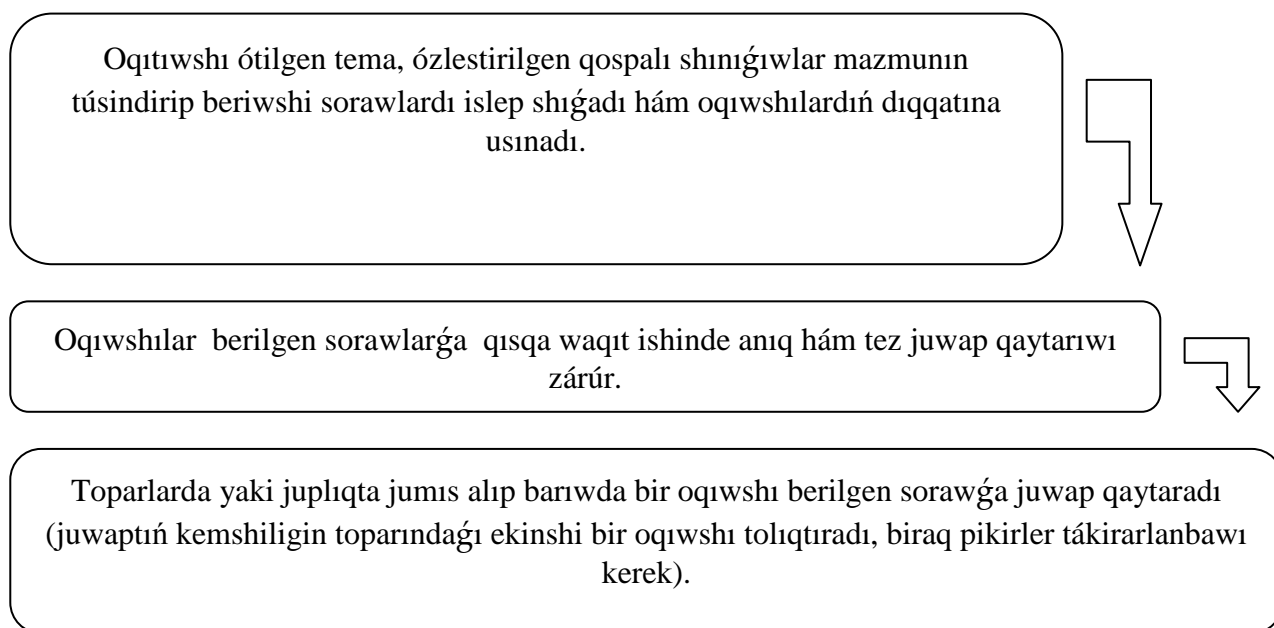 Oqıtıwshı ótilgen tema, ózlestirilgen qospalı shınıǵıwlar mazmunın
túsindirip beriwshi sorawlardı islep shıǵadı hám oqıwshılardıń dıqqatına
usınadı.
Oqıwshılar berilgen sorawlarǵa qısqa waqıt ishinde anıq hám tez juwap qaytarıwı
zárúr.
Toparlarda yaki juplıqta jumıs alıp barıwda bir oqıwshı berilgen sorawǵa juwap qaytaradı
(juwaptıń kemshiligin toparındaǵı ekinshi bir oqıwshı tolıqtıradı, biraq pikirler tákirarlanbawı
kerek).